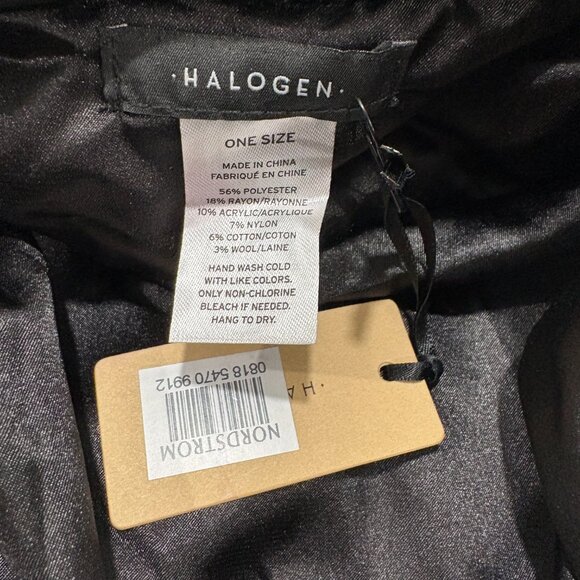 · HALOGEN ·
ONE SIZE
MADE IN CHINA
FABRIQUÉ EN CHINE
56% POLYESTER
18% RAYON/RAYONNE
10% ACRYLIC/ACRYLIQUE
7% NYLON
6% COTTON/COTON
3% WOOL/LAINE
HAND WASH COLD
WITH LIKE COLORS.
ONLY NON-CHLORINE
BLEACH IF NEEDED.
HANG TO DRY.
· HA
NORDSTROM
0818 5470 9912